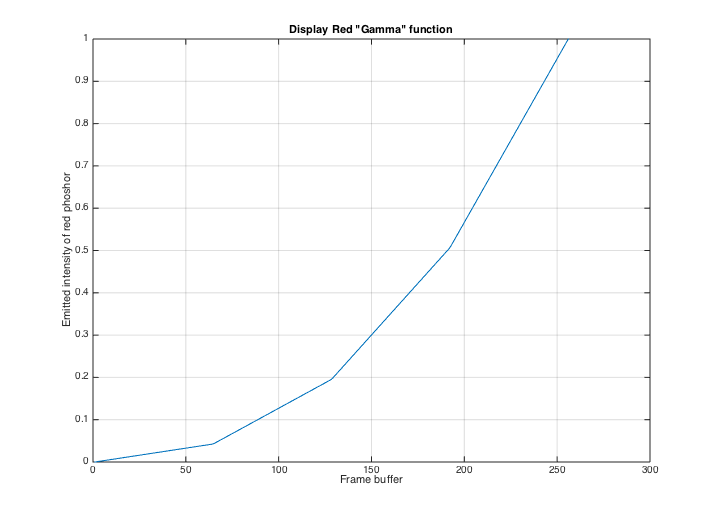 Display Red "Gamma" function
1
0.9
0.8
0.7
0.6
0.5
0.4
0.3
0.2
0.1
0
Emitted intensity of red phoshor
0 50 100 150 200 250 300
Frame buffer